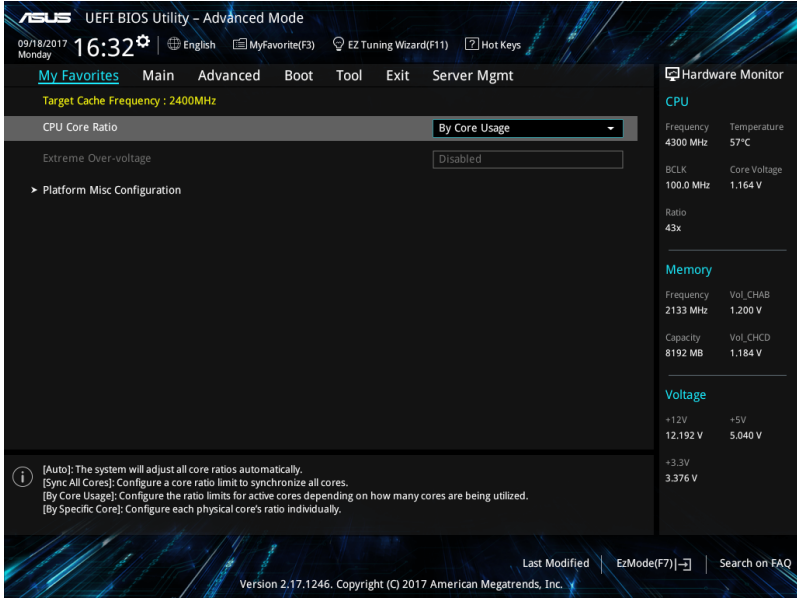 ASUS UEFI BIOS Utility – Advanced Mode
09/18/2017 Monday 16:32 English MyFavorite(F3) EZ Tuning Wizard(F11) ? Hot Keys
My Favorites Main Advanced Boot Tool Exit Server Mgmt
Target Cache Frequency : 2400MHz
CPU Core Ratio By Core Usage
Extreme Over-voltage Disabled
> Platform Misc Configuration
Hardware Monitor
CPU
Frequency Temperature
4300 MHz 57°C
BCLK Core Voltage
100.0 MHz 1.164 V
Ratio
43x
Memory
Frequency Vol_CHAB
2133 MHz 1.200 V
Capacity Vol_CHCD
8192 MB 1.184 V
Voltage
+12V +5V
12.192 V 5.040 V
+3.3V
3.376 V
[Auto]: The system will adjust all core ratios automatically.
[Sync All Cores]: Configure a core ratio limit to synchronize all cores.
[By Core Usage]: Configure the ratio limits for active cores depending on how many cores are being utilized.
[By Specific Core]: Configure each physical core's ratio individually.
Last Modified EzMode(F7) Search on FAQ
Version 2.17.1246. Copyright (C) 2017 American Megatrends, Inc.